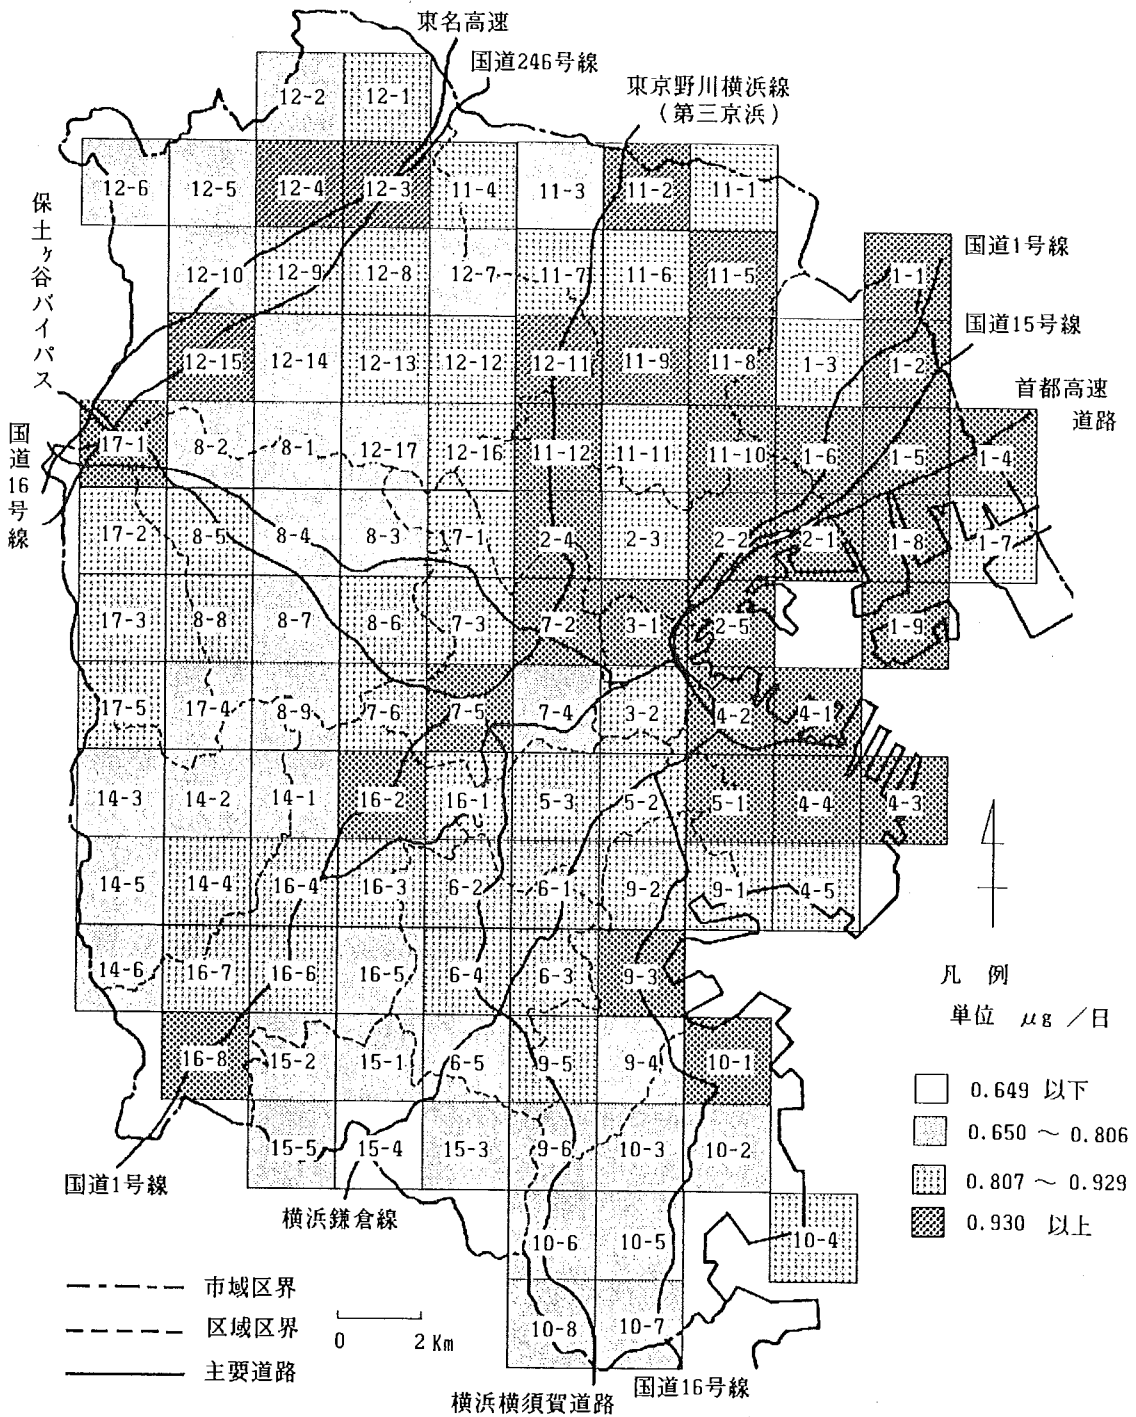 東名高速
国道246号線
東京野川横浜線
(第三京浜)
12-2 12-1
12-6 12-5 12-4 12-3 11-4 11-3 11-2 11-1
保土ヶ谷バイパス
12-10 12-9 12-8 12-7 11-7 11-6 11-5 1-1
国道1号線
国道15号線
12-15 12-14 12-13 12-12 12-11 11-9 11-8 1-3 1-2
首都高速
道路
17-1 8-2 8-1 12-17 12-16 11-12 11-11 11-10 1-6 1-5 1-4
国道16号線
17-2 8-5 8-4 8-3 17-1 2-4 2-3 2-2 2-1 1-8 1-7
17-3 8-8 8-7 8-6 7-3 7-2 3-1 2-5 1-9
17-5 17-4 8-9 7-6 7-5 7-4 3-2 4-2 4-1
14-3 14-2 14-1 16-2 16-1 5-3 5-2 5-1 4-4 4-3
14-5 14-4 16-4 16-3 6-2 6-1 9-2 9-1 4-5
14-6 16-7 16-6 16-5 6-4 6-3 9-3
16-8 15-2 15-1 6-5 9-5 9-4 10-1
15-5 15-4 15-3 9-6 10-3 10-2
10-6 10-5 10-4
10-8 10-7
国道1号線
横浜鎌倉線
横浜横須賀道路
国道16号線
凡 例
単位 μg/日
0.649 以下
0.650 ~ 0.806
0.807 ~ 0.929
0.930 以上
市域区界
区域区界
主要道路
0 2 Km